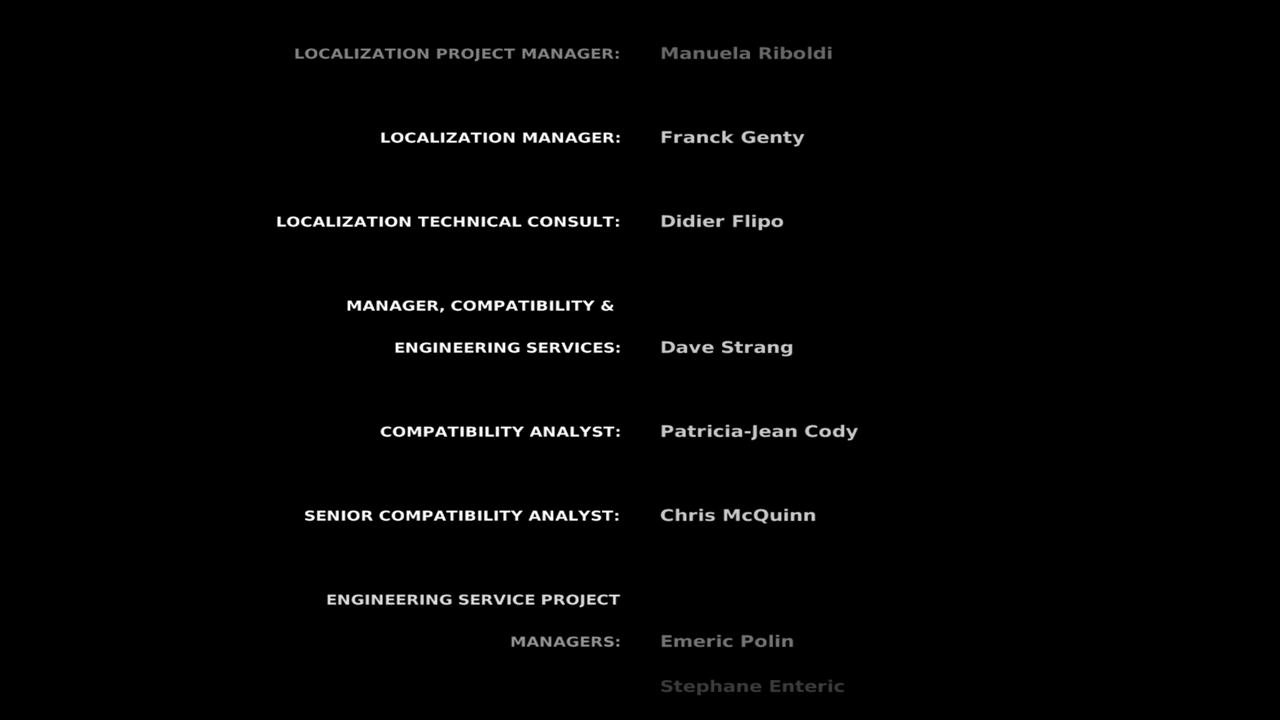 LOCALIZATION PROJECT MANAGER: Manuela Riboldi
LOCALIZATION MANAGER: Franck Genty
LOCALIZATION TECHNICAL CONSULT: Didier Flipo
MANAGER, COMPATIBILITY &
ENGINEERING SERVICES: Dave Strang
COMPATIBILITY ANALYST: Patricia-Jean Cody
SENIOR COMPATIBILITY ANALYST: Chris McQuinn
ENGINEERING SERVICE PROJECT
MANAGERS: Emeric Polin
Stephane Enteric